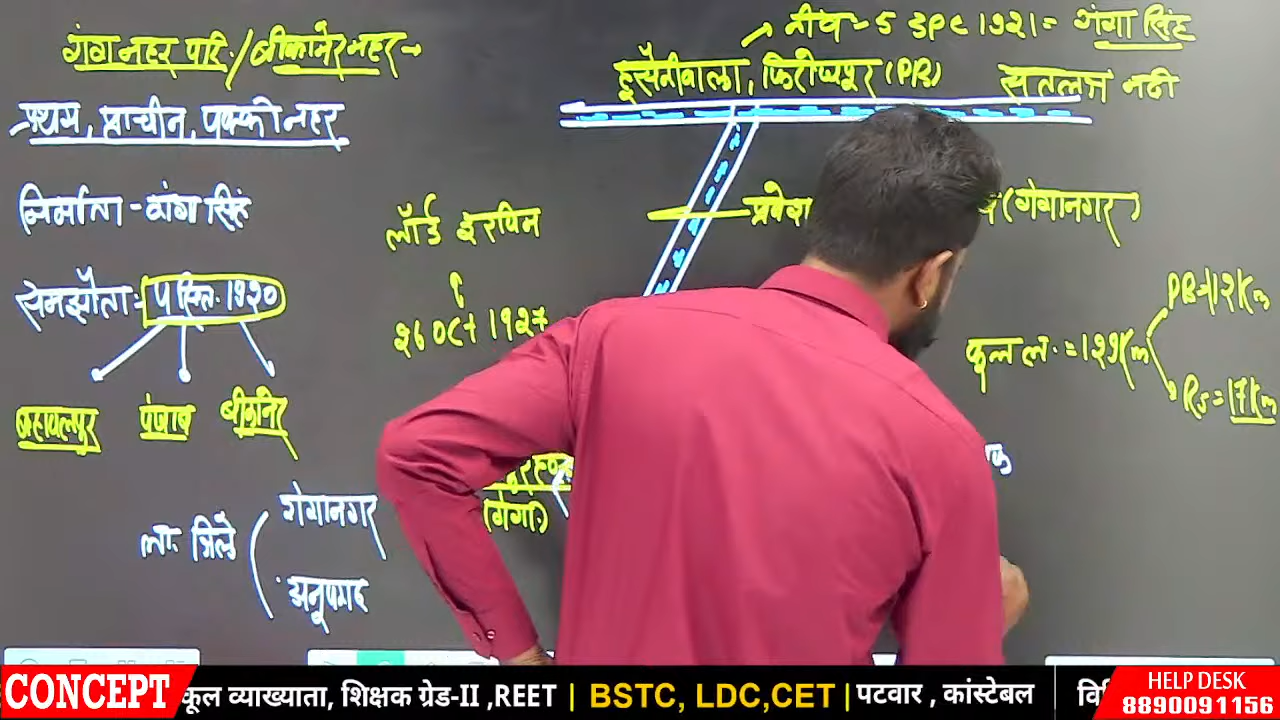 गंगनहर परि./बीकानेर नहर→
प्रथम, प्राचीन, पक्की नहर
निर्माता - गंगा सिंह
समझौता = 4 सित. 1920
बहावलपुर पंजाब बीकानेर
ला. जिले
गंगानगर
अनुपगढ
नींव - 5 डPC 1921 = गंगा सिंह
हुसैनीवाला, फिरोजपुर (PB) सतलज नदी
लॉर्ड इरविन
26 OCt 1927
प्रवेश
(गंगानगर)
कुल ल. = 129 Km
PB = 112 Km
RJ = 17 Km
(गंगा.)
CONCEPT
कूल व्याख्याता, शिक्षक ग्रेड-II ,REET | BSTC, LDC,CET | पटवार , कांस्टेबल
HELP DESK
8890091156